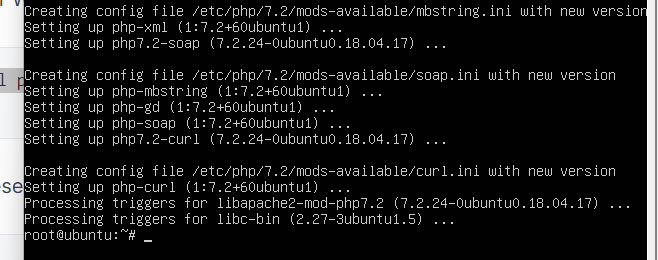 Creating config file /etc/php/7.2/mods-available/mbstring.ini with new version
Setting up php-xml (1:7.2+60ubuntu1) ...
Setting up php7.2-soap (7.2.24-0ubuntu0.18.04.17) ...
Creating config file /etc/php/7.2/mods-available/soap.ini with new version
Setting up php-mbstring (1:7.2+60ubuntu1) ...
Setting up php-gd (1:7.2+60ubuntu1) ...
Setting up php-soap (1:7.2+60ubuntu1) ...
Setting up php7.2-curl (7.2.24-0ubuntu0.18.04.17) ...
Creating config file /etc/php/7.2/mods-available/curl.ini with new version
Setting up php-curl (1:7.2+60ubuntu1) ...
Processing triggers for libapache2-mod-php7.2 (7.2.24-0ubuntu0.18.04.17) ...
Processing triggers for libc-bin (2.27-3ubuntu1.5) ...
root@ubuntu:~# _